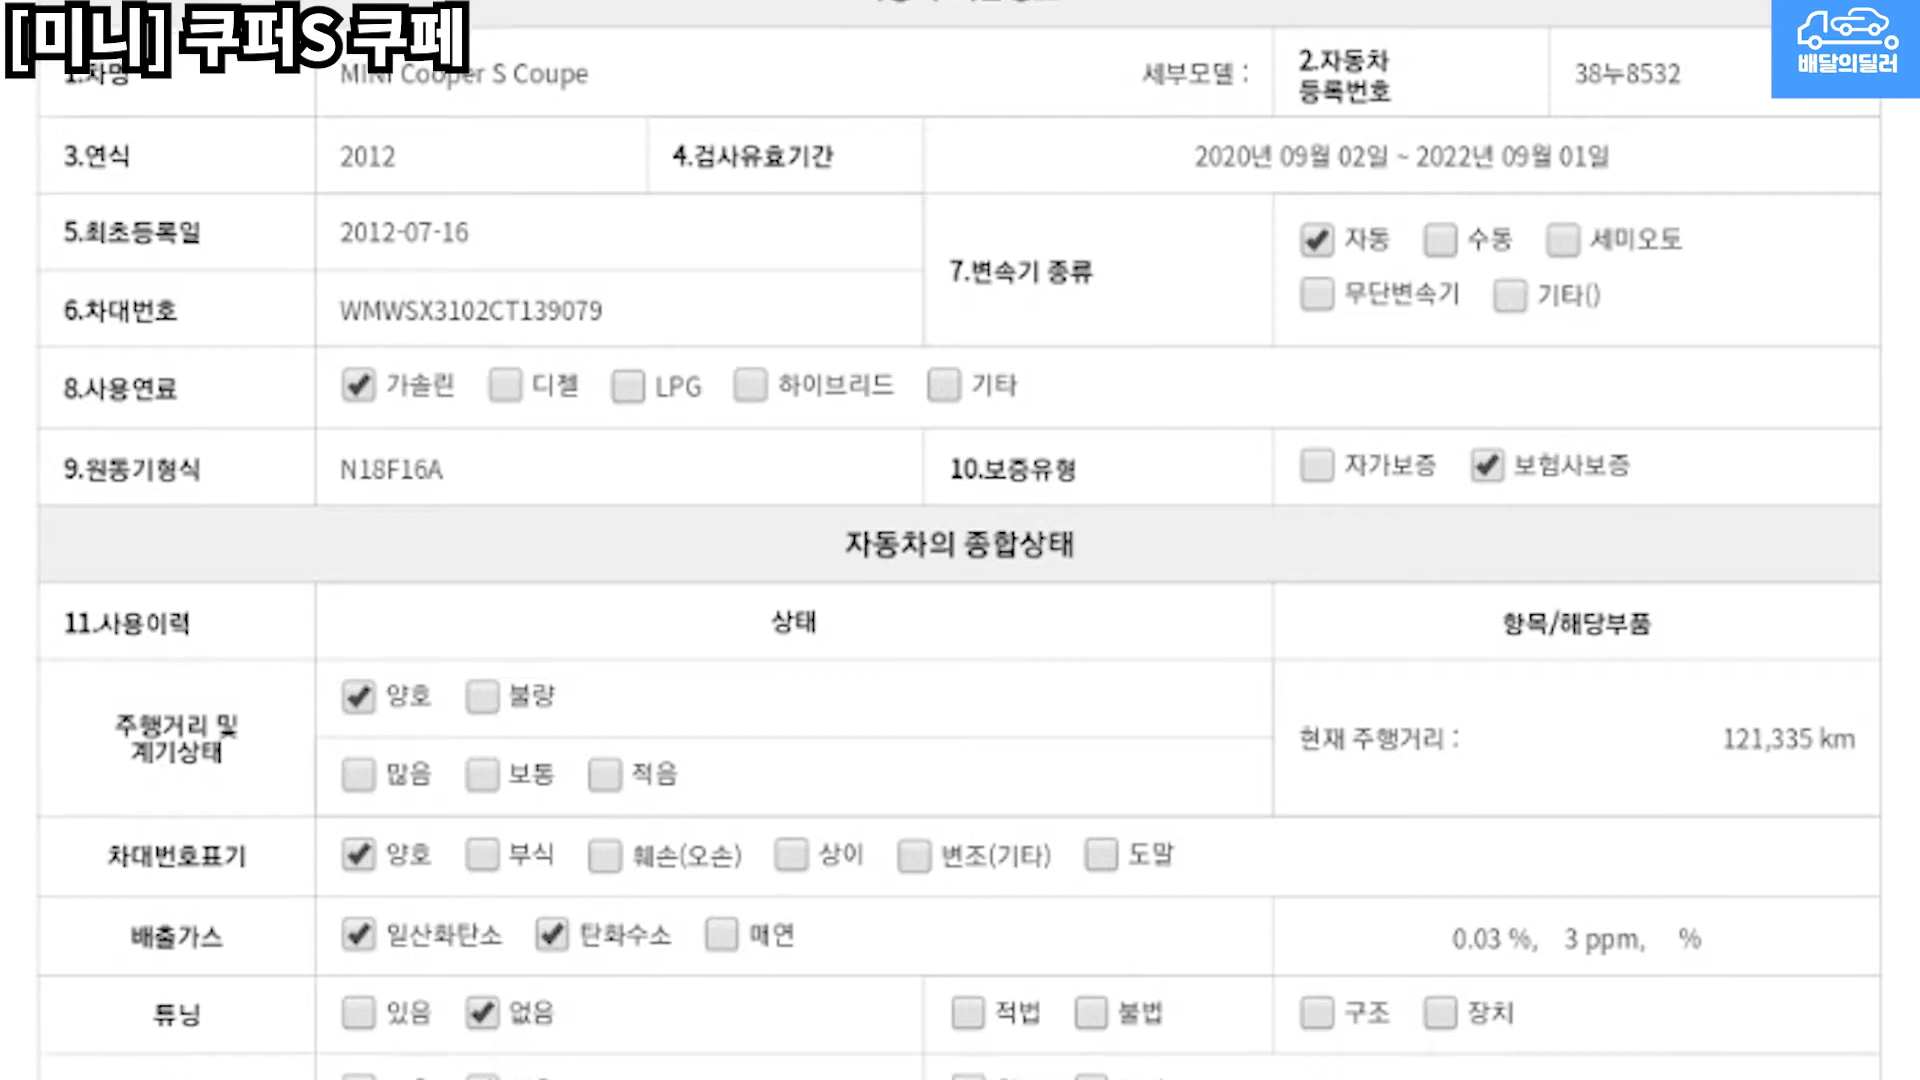 [미니] 쿠퍼S 쿠페
배달의딜러
1.차명 MINI Cooper S Coupe 세부모델 : 2.자동차 등록번호 38누8532
3.연식 2012 4.검사유효기간 2020년 09월 02일 ~ 2022년 09월 01일
5.최초등록일 2012-07-16 7.변속기 종류 자동 수동 세미오토
무단변속기 기타()
6.차대번호 WMWSX3102CT139079
8.사용연료 가솔린 디젤 LPG 하이브리드 기타
9.원동기형식 N18F16A 10.보증유형 자가보증 보험사보증
자동차의 종합상태
11.사용이력 상태 항목/해당부품
주행거리 및
계기상태
양호 불량
많음 보통 적음
현재 주행거리 : 121,335 km
차대번호표기 양호 부식 훼손(오손) 상이 변조(기타) 도말
배출가스 일산화탄소 탄화수소 매연 0.03 %, 3 ppm, %
튜닝 있음 없음 적법 불법 구조 장치